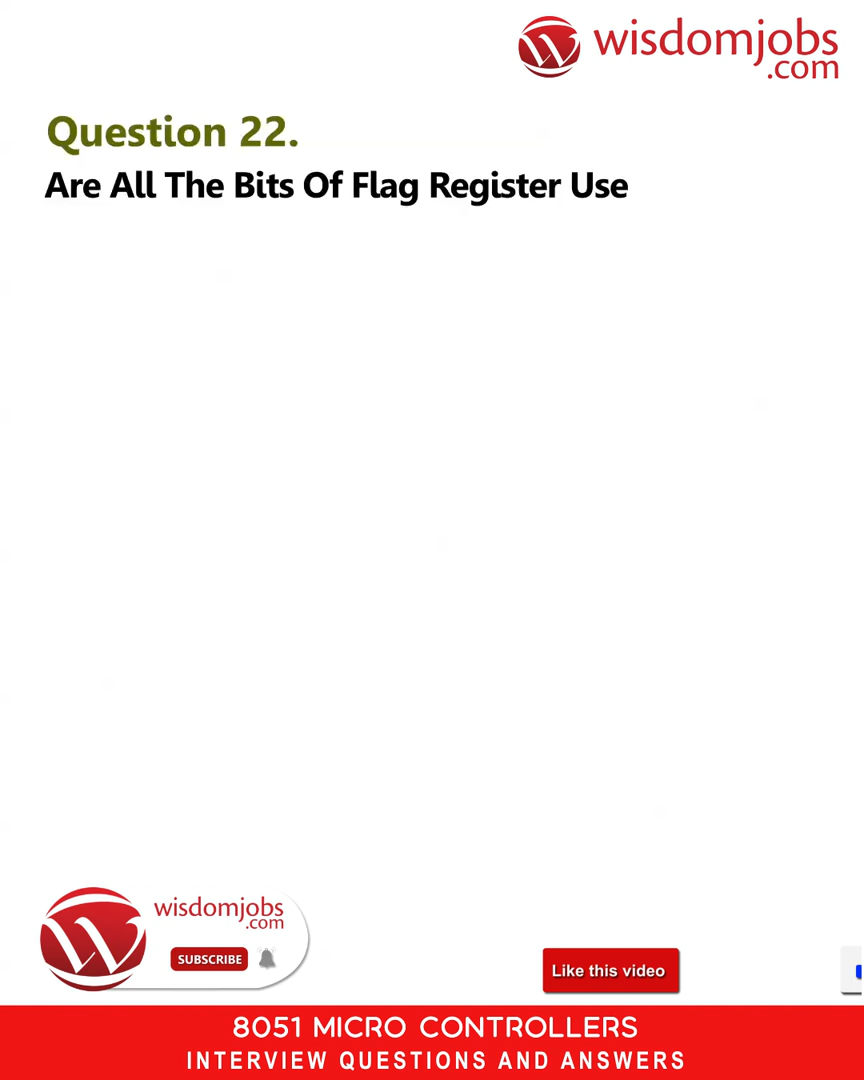 wisdomjobs
.com
Question 22.
Are All The Bits Of Flag Register Use
wisdomjobs
.com
SUBSCRIBE
Like this video
8051 MICRO CONTROLLERS
INTERVIEW QUESTIONS AND ANSWERS